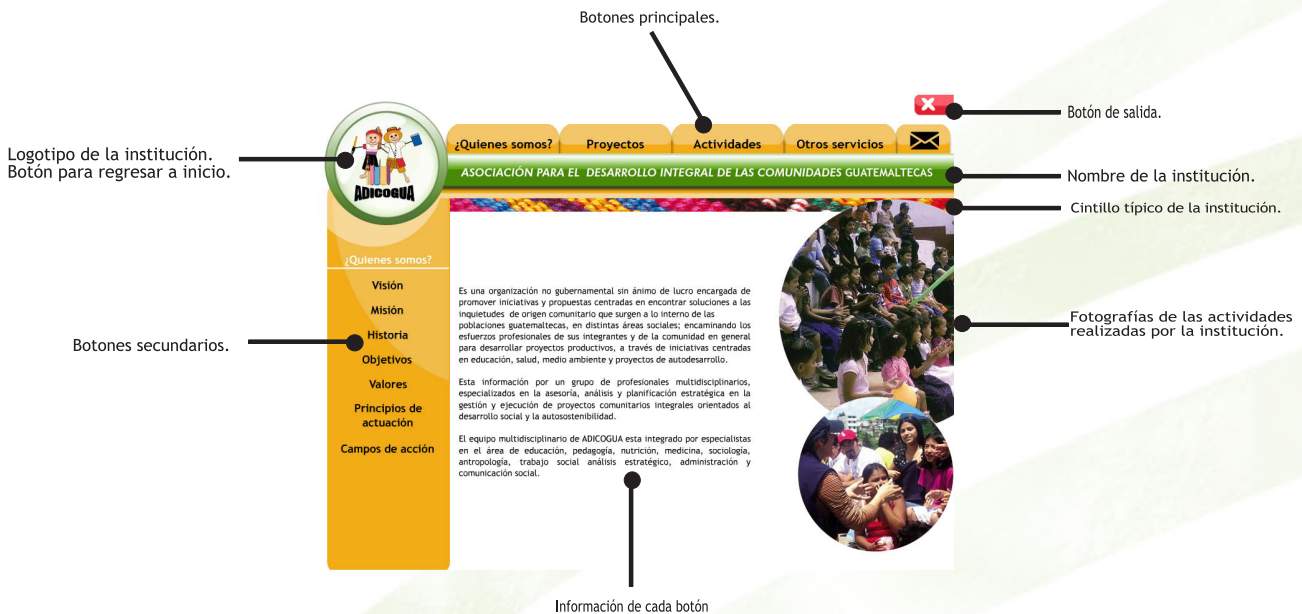 Botones principales.
Botón de salida.
¿Quienes somos?
Proyectos
Actividades
Otros servicios
Logotipo de la institución.
Botón para regresar a inicio.
ASOCIACIÓN PARA EL DESARROLLO INTEGRAL DE LAS COMUNIDADES GUATEMALTECAS
Nombre de la institución.
ADICOGUA
Cintillo típico de la institución.
¿Quienes somos?
Visión
Misión
Historia
Objetivos
Valores
Principios de
actuación
Campos de acción
Botones secundarios.
Es una organización no gubernamental sin ánimo de lucro encargada de
promover iniciativas y propuestas centradas en encontrar soluciones a las
inquietudes de origen comunitario que surgen a lo interno de las
poblaciones guatemaltecas, en distintas áreas sociales; encaminando los
esfuerzos profesionales de sus integrantes y de la comunidad en general
para desarrollar proyectos productivos, a través de iniciativas centradas
en educación, salud, medio ambiente y proyectos de autodesarrollo.
Esta información por un grupo de profesionales multidisciplinarios,
especializados en la asesoría, análisis y planificación estratégica en la
gestión y ejecución de proyectos comunitarios integrales orientados al
desarrollo social y la autosostenibilidad.
El equipo multidisciplinario de ADICOGUA esta integrado por especialistas
en el área de educación, pedagogía, nutrición, medicina, sociología,
antropología, trabajo social análisis estratégico, administración y
comunicación social.
Fotografías de las actividades
realizadas por la institución.
Información de cada botón